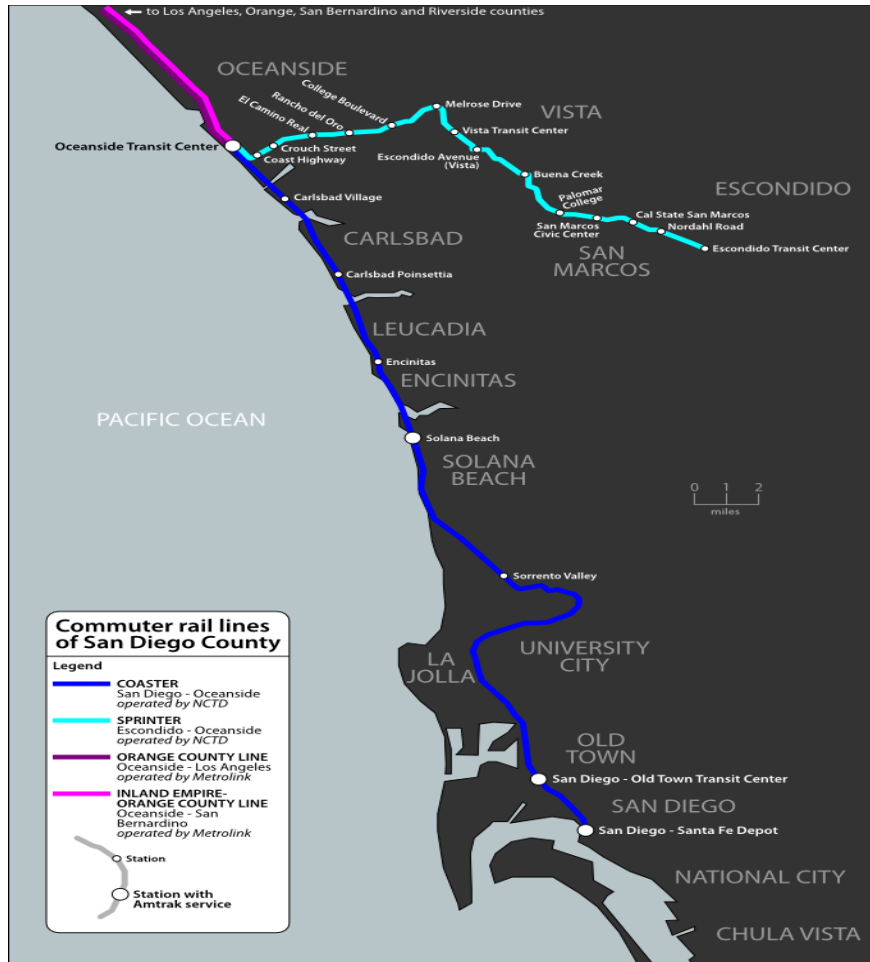 to Los Angeles, Orange, San Bernardino and Riverside counties
OCEANSIDE
College Boulevard
Rancho del Oro
El Camino Real
Melrose Drive
VISTA
Vista Transit Center
Oceanside Transit Center
Crouch Street
Coast Highway
Escondido Avenue
(Vista)
Buena Creek
ESCONDIDO
Carlsbad Village
Palomar
College
Cal State San Marcos
San Marcos
Civic Center
Nordahl Road
CARLSBAD
SAN
MARCOS
Escondido Transit Center
Carlsbad Poinsettia
LEUCADIA
Encinitas
ENCINITAS
PACIFIC OCEAN
Solana Beach
SOLANA
BEACH
0 1 2
miles
Sorrento Valley
LA
JOLLA
UNIVERSITY
CITY
OLD
TOWN
San Diego - Old Town Transit Center
SAN DIEGO
San Diego - Santa Fe Depot
NATIONAL CITY
CHULA VISTA
Commuter rail lines
of San Diego County
Legend
COASTER
San Diego - Oceanside
operated by NCTD
SPRINTER
Escondido - Oceanside
operated by NCTD
ORANGE COUNTY LINE
Oceanside - Los Angeles
operated by Metrolink
INLAND EMPIRE-
ORANGE COUNTY LINE
Oceanside - San
Bernardino
operated by Metrolink
Station
Station with
Amtrak service